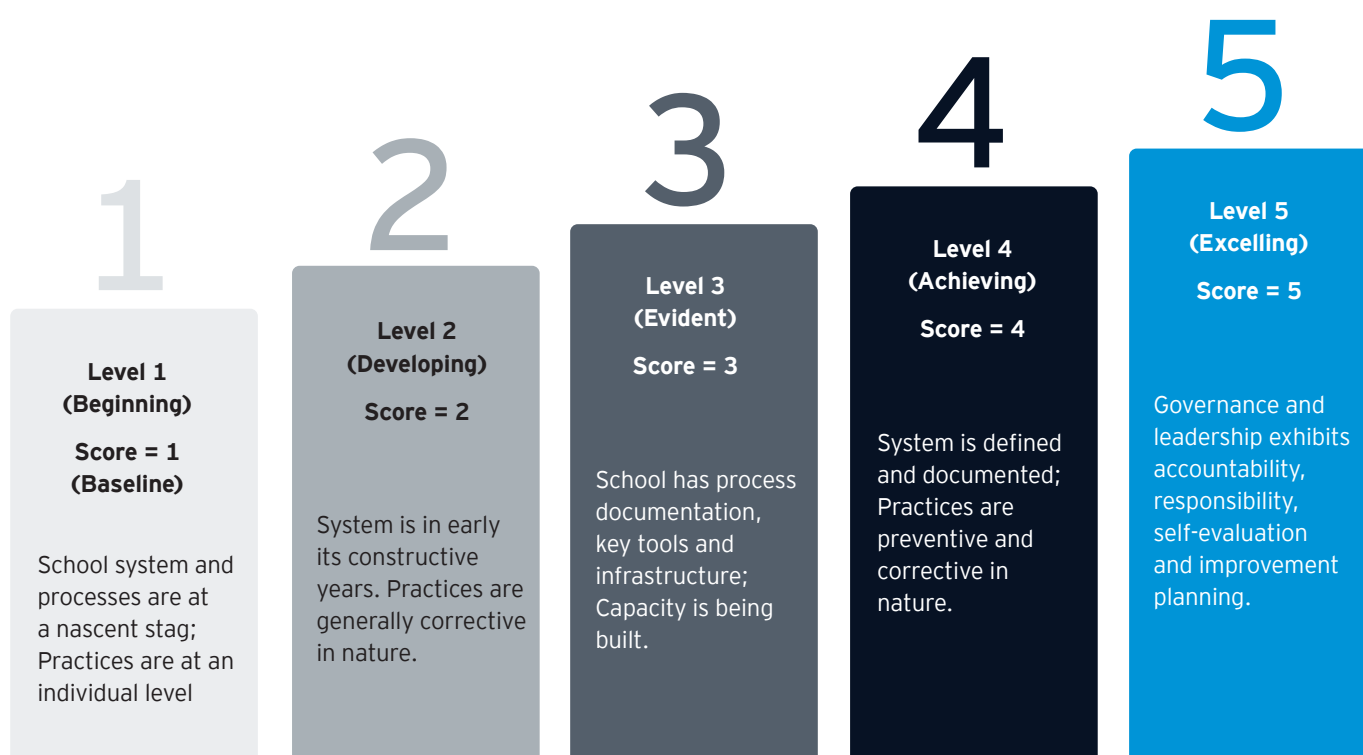 1
Level 1
(Beginning)
Score = 1
(Baseline)
School system and
processes are at
a nascent stag;
Practices are at an
individual level
2
Level 2
(Developing)
Score = 2
System is in early
its constructive
years. Practices are
generally corrective
in nature.
3
Level 3
(Evident)
Score = 3
School has process
documentation,
key tools and
infrastructure;
Capacity is being
built.
4
Level 4
(Achieving)
Score = 4
System is defined
and documented;
Practices are
preventive and
corrective in
nature.
5
Level 5
(Excelling)
Score = 5
Governance and
leadership exhibits
accountability,
responsibility,
self-evaluation
and improvement
planning.